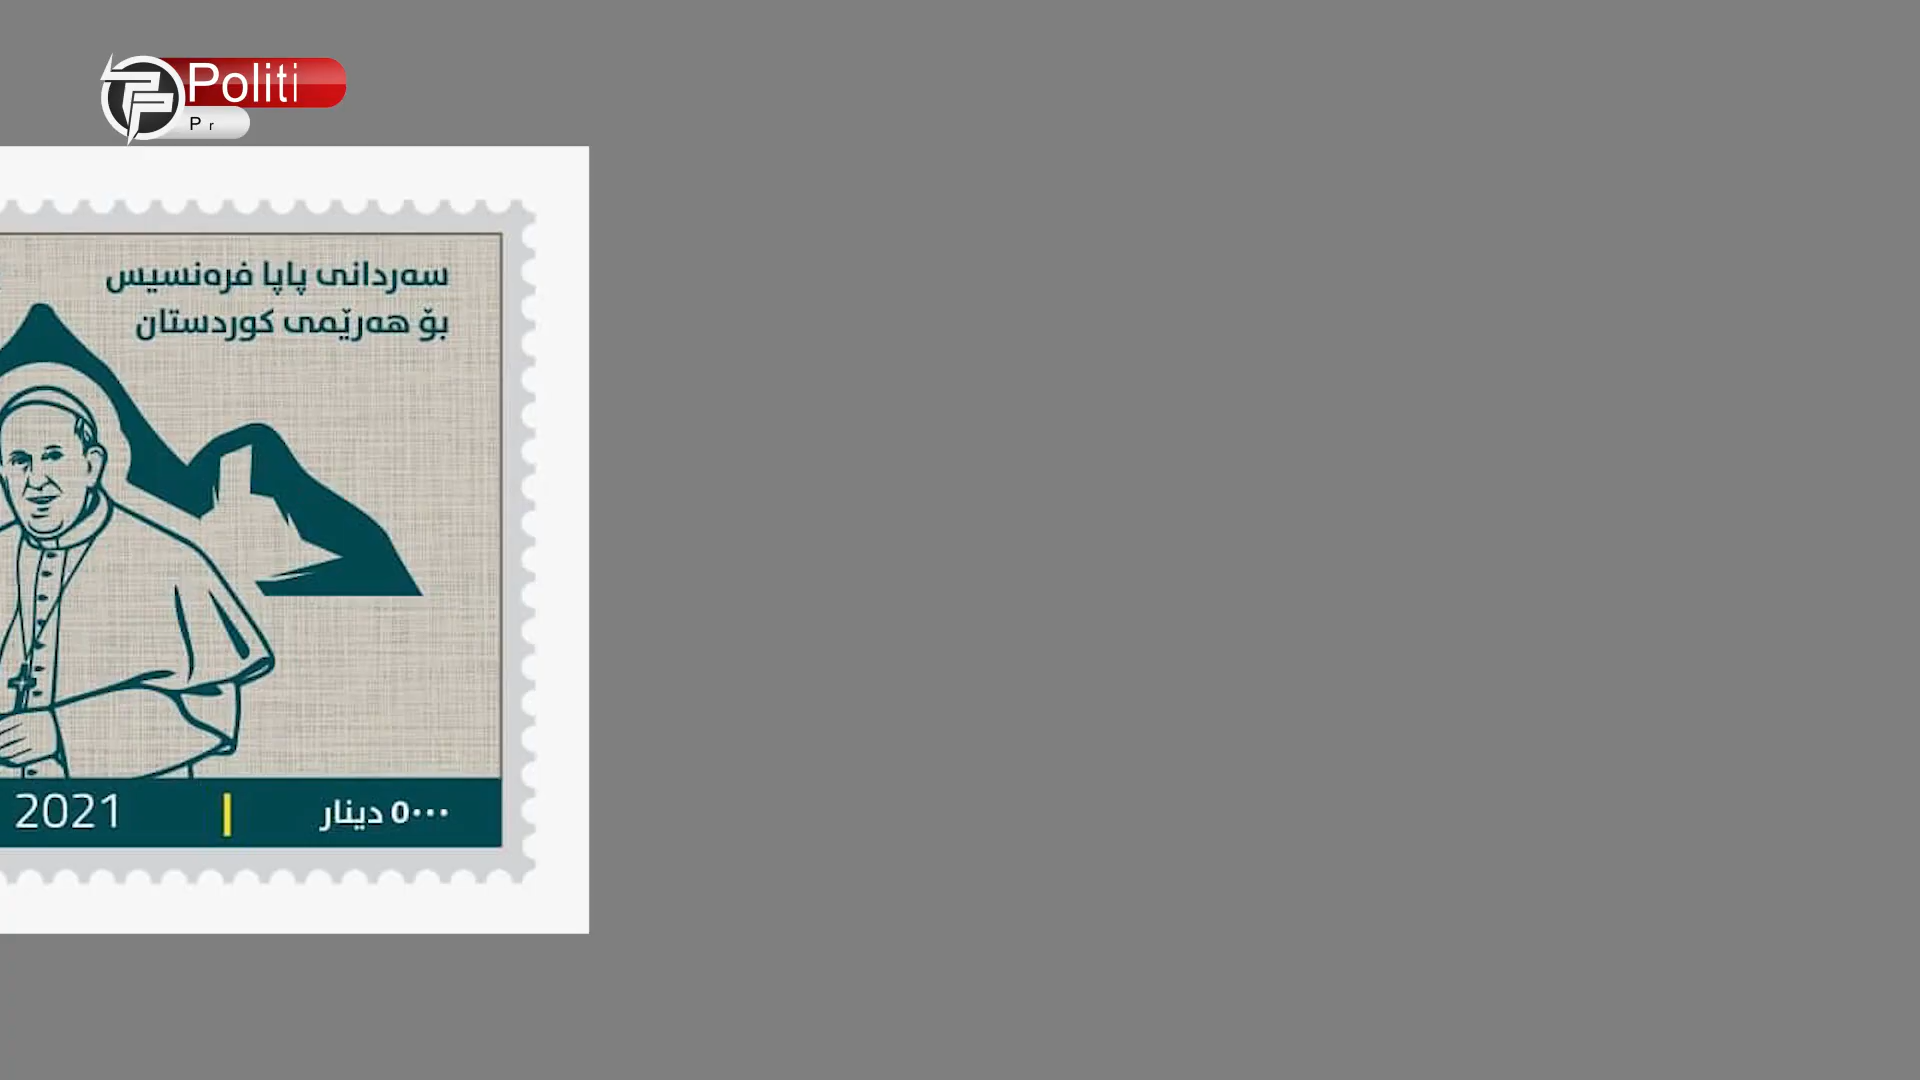 Politi
Pr
سەردانی پاپا فرەنسیس
بۆ هەرێمی کوردستان
2021
٥٠٠٠ دینار